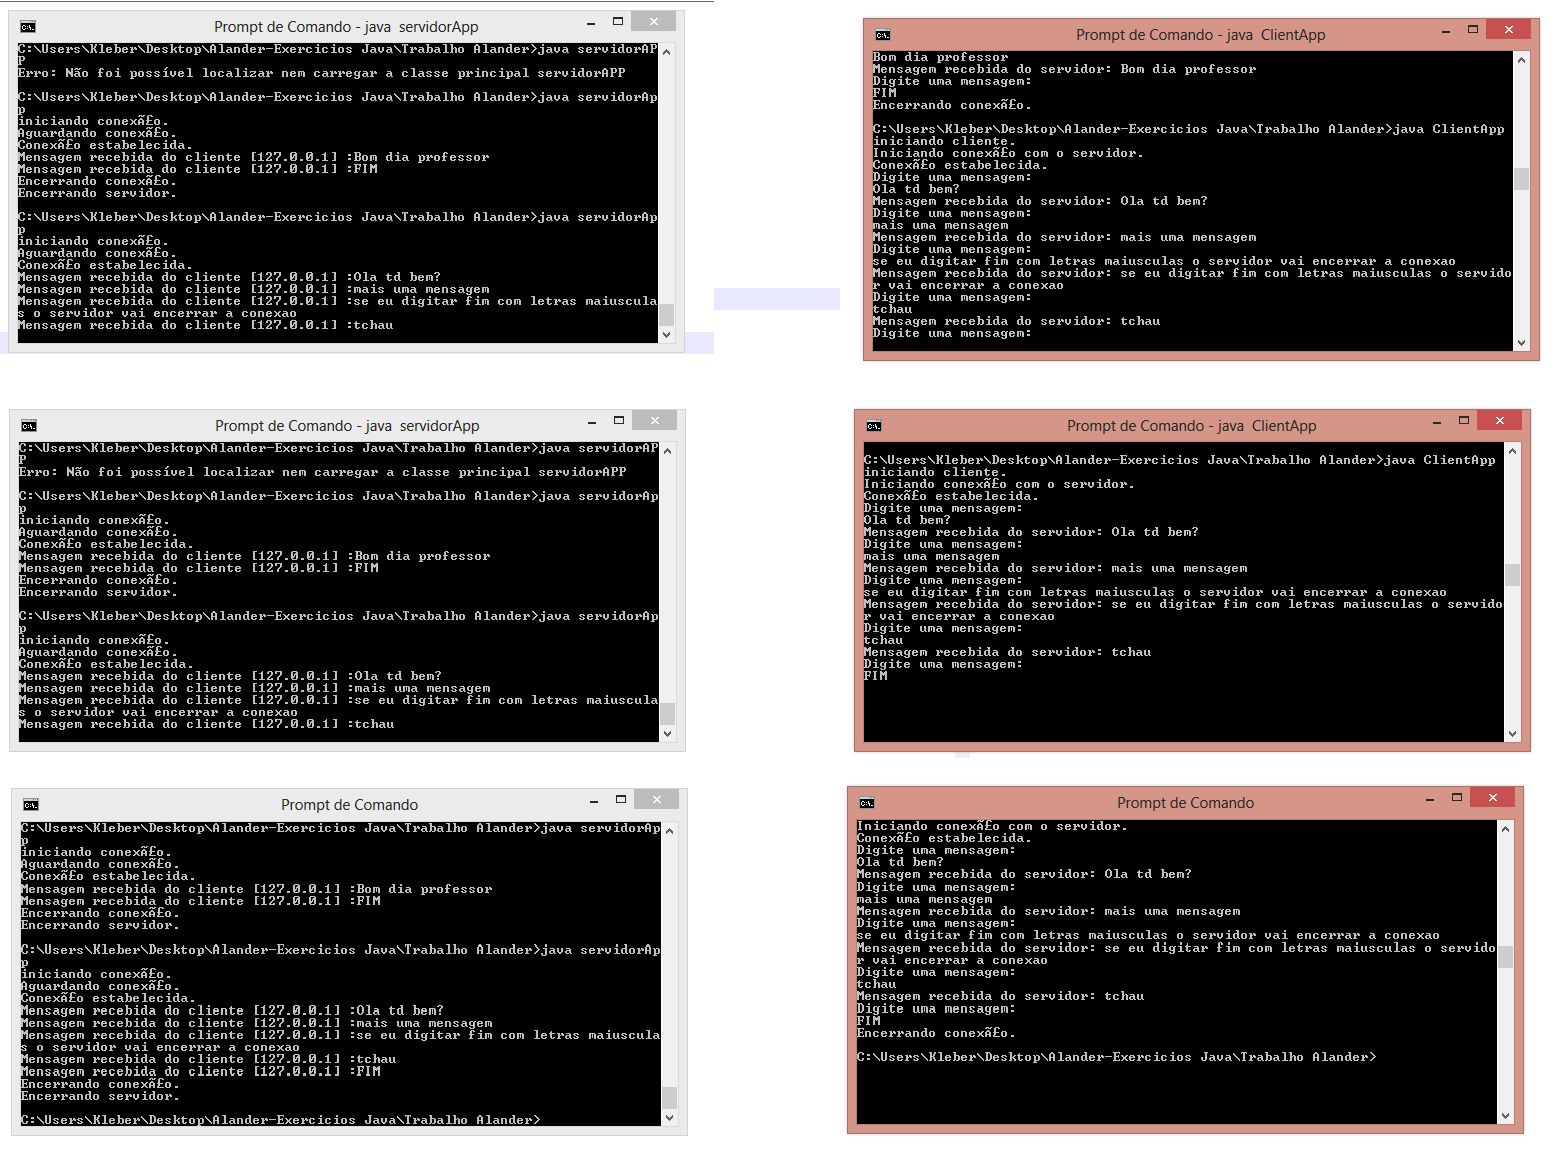 Prompt de Comando - java  servidorApp
C:\Users\Kleber\Desktop\Alander-Exercicios Java\Trabalho Alander>java servidorAP
P
Erro: Não foi possível localizar nem carregar a classe principal servidorAPP
C:\Users\Kleber\Desktop\Alander-Exercicios Java\Trabalho Alander>java servidorAp
p
iniciando conexÃ£o.
Aguardando conexÃ£o.
ConexÃ£o estabelecida.
Mensagem recebida do cliente [127.0.0.1] :Bom dia professor
Mensagem recebida do cliente [127.0.0.1] :FIM
Encerrando conexÃ£o.
Encerrando servidor.
C:\Users\Kleber\Desktop\Alander-Exercicios Java\Trabalho Alander>java servidorAp
p
iniciando conexÃ£o.
Aguardando conexÃ£o.
ConexÃ£o estabelecida.
Mensagem recebida do cliente [127.0.0.1] :Ola td bem?
Mensagem recebida do cliente [127.0.0.1] :mais uma mensagem
Mensagem recebida do cliente [127.0.0.1] :se eu digitar fim com letras maiuscula
s o servidor vai encerrar a conexao
Mensagem recebida do cliente [127.0.0.1] :tchau
Prompt de Comando - java  ClientApp
Bom dia professor
Mensagem recebida do servidor: Bom dia professor
Digite uma mensagem:
FIM
Encerrando conexÃ£o.
C:\Users\Kleber\Desktop\Alander-Exercicios Java\Trabalho Alander>java ClientApp
iniciando cliente.
Iniciando conexÃ£o com o servidor.
ConexÃ£o estabelecida.
Digite uma mensagem:
Ola td bem?
Mensagem recebida do servidor: Ola td bem?
Digite uma mensagem:
mais uma mensagem
Mensagem recebida do servidor: mais uma mensagem
Digite uma mensagem:
se eu digitar fim com letras maiusculas o servidor vai encerrar a conexao
Mensagem recebida do servidor: se eu digitar fim com letras maiusculas o servido
r vai encerrar a conexao
Digite uma mensagem:
tchau
Mensagem recebida do servidor: tchau
Digite uma mensagem:
Prompt de Comando - java  servidorApp
C:\Users\Kleber\Desktop\Alander-Exercicios Java\Trabalho Alander>java servidorAP
P
Erro: Não foi possível localizar nem carregar a classe principal servidorAPP
C:\Users\Kleber\Desktop\Alander-Exercicios Java\Trabalho Alander>java servidorAp
p
iniciando conexÃ£o.
Aguardando conexÃ£o.
ConexÃ£o estabelecida.
Mensagem recebida do cliente [127.0.0.1] :Bom dia professor
Mensagem recebida do cliente [127.0.0.1] :FIM
Encerrando conexÃ£o.
Encerrando servidor.
C:\Users\Kleber\Desktop\Alander-Exercicios Java\Trabalho Alander>java servidorAp
p
iniciando conexÃ£o.
Aguardando conexÃ£o.
ConexÃ£o estabelecida.
Mensagem recebida do cliente [127.0.0.1] :Ola td bem?
Mensagem recebida do cliente [127.0.0.1] :mais uma mensagem
Mensagem recebida do cliente [127.0.0.1] :se eu digitar fim com letras maiuscula
s o servidor vai encerrar a conexao
Mensagem recebida do cliente [127.0.0.1] :tchau
Prompt de Comando - java  ClientApp
C:\Users\Kleber\Desktop\Alander-Exercicios Java\Trabalho Alander>java ClientApp
iniciando cliente.
Iniciando conexÃ£o com o servidor.
ConexÃ£o estabelecida.
Digite uma mensagem:
Ola td bem?
Mensagem recebida do servidor: Ola td bem?
Digite uma mensagem:
mais uma mensagem
Mensagem recebida do servidor: mais uma mensagem
Digite uma mensagem:
se eu digitar fim com letras maiusculas o servidor vai encerrar a conexao
Mensagem recebida do servidor: se eu digitar fim com letras maiusculas o servido
r vai encerrar a conexao
Digite uma mensagem:
tchau
Mensagem recebida do servidor: tchau
Digite uma mensagem:
FIM
Prompt de Comando
C:\Users\Kleber\Desktop\Alander-Exercicios Java\Trabalho Alander>java servidorAp
p
iniciando conexÃ£o.
Aguardando conexÃ£o.
ConexÃ£o estabelecida.
Mensagem recebida do cliente [127.0.0.1] :Bom dia professor
Mensagem recebida do cliente [127.0.0.1] :FIM
Encerrando conexÃ£o.
Encerrando servidor.
C:\Users\Kleber\Desktop\Alander-Exercicios Java\Trabalho Alander>java servidorAp
p
iniciando conexÃ£o.
Aguardando conexÃ£o.
ConexÃ£o estabelecida.
Mensagem recebida do cliente [127.0.0.1] :Ola td bem?
Mensagem recebida do cliente [127.0.0.1] :mais uma mensagem
Mensagem recebida do cliente [127.0.0.1] :se eu digitar fim com letras maiuscula
s o servidor vai encerrar a conexao
Mensagem recebida do cliente [127.0.0.1] :tchau
Mensagem recebida do cliente [127.0.0.1] :FIM
Encerrando conexÃ£o.
Encerrando servidor.
C:\Users\Kleber\Desktop\Alander-Exercicios Java\Trabalho Alander>
Prompt de Comando
Iniciando conexÃ£o com o servidor.
ConexÃ£o estabelecida.
Digite uma mensagem:
Ola td bem?
Mensagem recebida do servidor: Ola td bem?
Digite uma mensagem:
mais uma mensagem
Mensagem recebida do servidor: mais uma mensagem
Digite uma mensagem:
se eu digitar fim com letras maiusculas o servidor vai encerrar a conexao
Mensagem recebida do servidor: se eu digitar fim com letras maiusculas o servido
r vai encerrar a conexao
Digite uma mensagem:
tchau
Mensagem recebida do servidor: tchau
Digite uma mensagem:
FIM
Encerrando conexÃ£o.
C:\Users\Kleber\Desktop\Alander-Exercicios Java\Trabalho Alander>